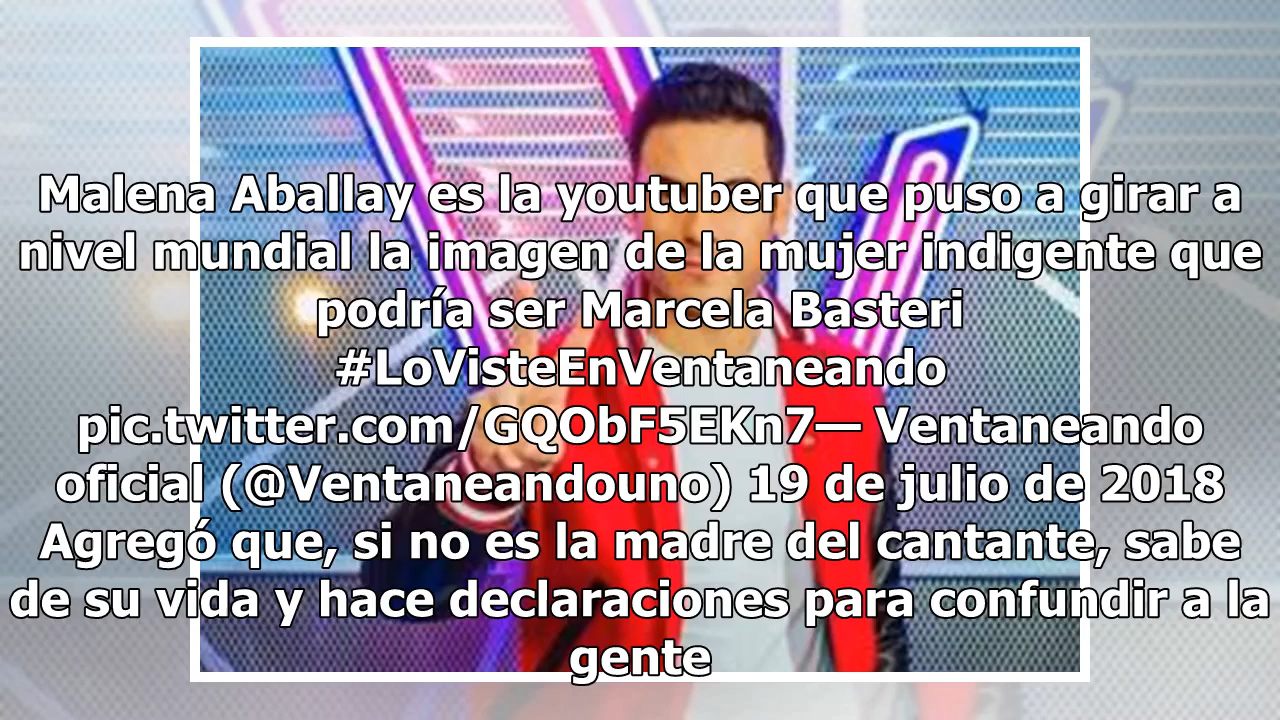 Malena Aballay es la youtuber que puso a girar a
nivel mundial la imagen de la mujer indigente que
podría ser Marcela Basteri
#LoVisteEnVentaneando
pic.twitter.com/GQObF5EKn7— Ventaneando
oficial (@Ventaneandouno) 19 de julio de 2018
Agregó que, si no es la madre del cantante, sabe
de su vida y hace declaraciones para confundir a la
gente